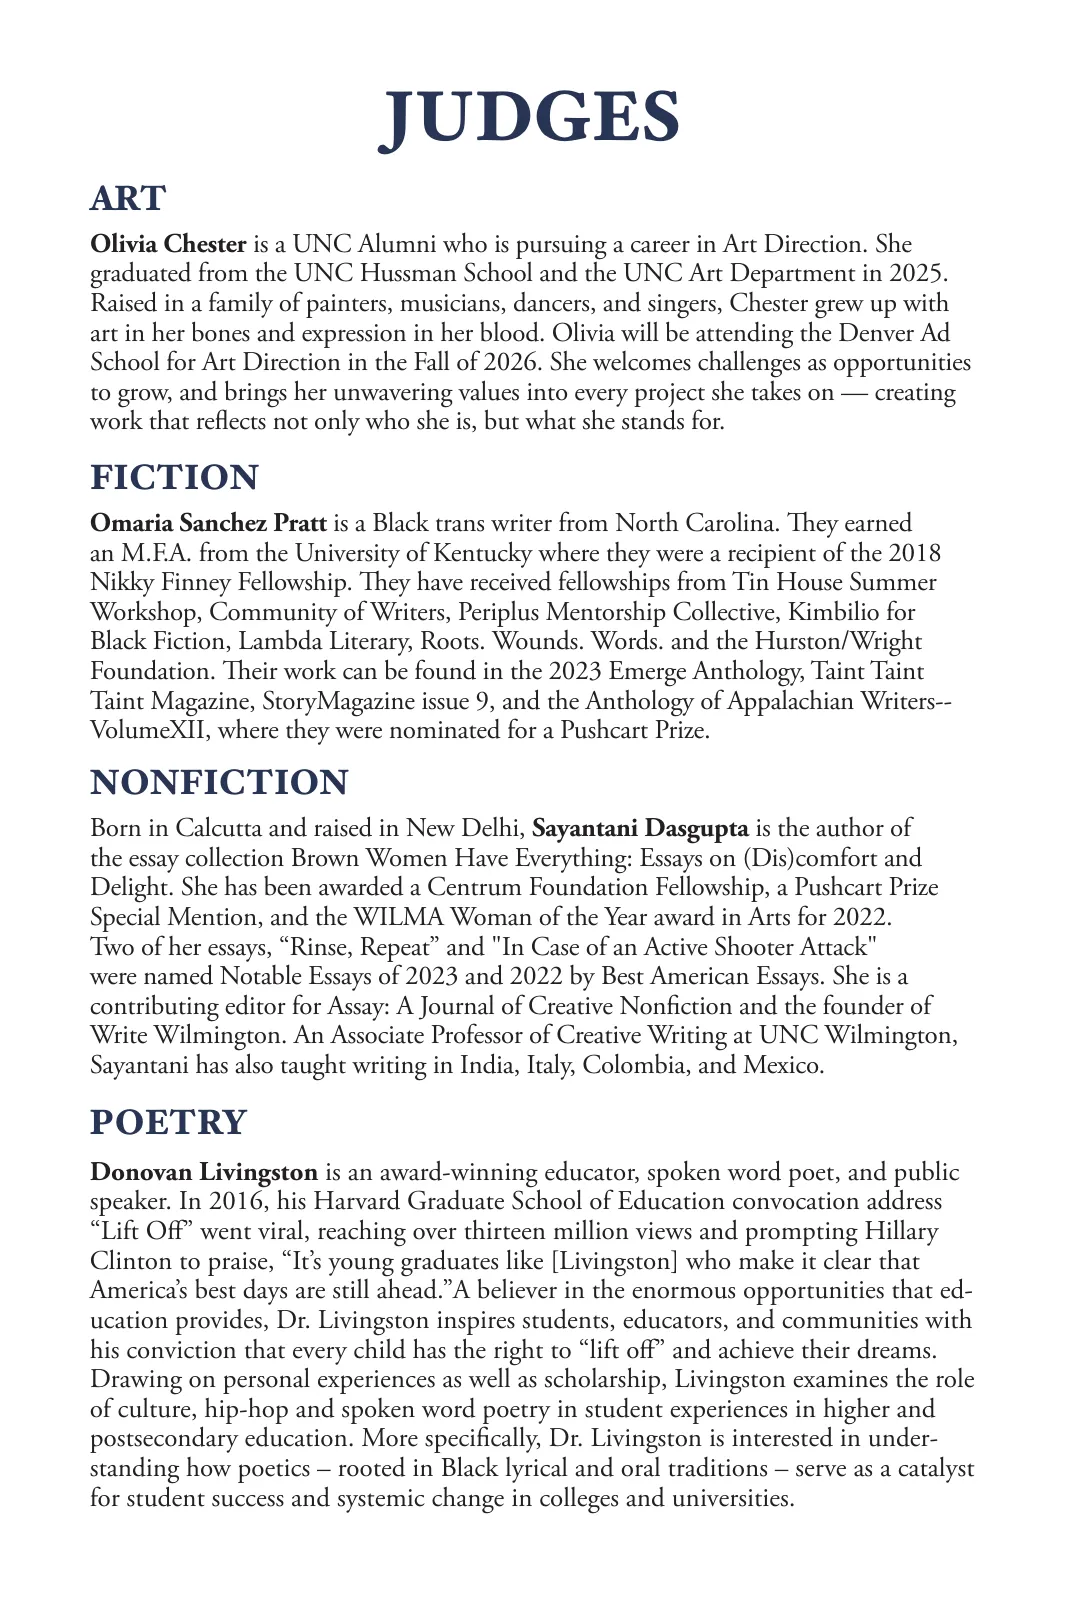 JUDGES
ART
Olivia Chester is a UNC Alumni who is pursuing a career in Art Direction. She
graduated from the UNC Hussman School and the UNC Art Department in 2025.
Raised in a family of painters, musicians, dancers, and singers, Chester grew up with
art in her bones and expression in her blood. Olivia will be attending the Denver Ad
School for Art Direction in the Fall of 2026. She welcomes challenges as opportunities
to grow, and brings her unwavering values into every project she takes on — creating
work that reflects not only who she is, but what she stands for.
FICTION
Omaria Sanchez Pratt is a Black trans writer from North Carolina. They earned
an M.F.A. from the University of Kentucky where they were a recipient of the 2018
Nikky Finney Fellowship. They have received fellowships from Tin House Summer
Workshop, Community of Writers, Periplus Mentorship Collective, Kimbilio for
Black Fiction, Lambda Literary, Roots. Wounds. Words. and the Hurston/Wright
Foundation. Their work can be found in the 2023 Emerge Anthology, Taint Taint
Taint Magazine, StoryMagazine issue 9, and the Anthology of Appalachian Writers--
VolumeXII, where they were nominated for a Pushcart Prize.
NONFICTION
Born in Calcutta and raised in New Delhi, Sayantani Dasgupta is the author of
the essay collection Brown Women Have Everything: Essays on (Dis)comfort and
Delight. She has been awarded a Centrum Foundation Fellowship, a Pushcart Prize
Special Mention, and the WILMA Woman of the Year award in Arts for 2022.
Two of her essays, “Rinse, Repeat” and "In Case of an Active Shooter Attack"
were named Notable Essays of 2023 and 2022 by Best American Essays. She is a
contributing editor for Assay: A Journal of Creative Nonfiction and the founder of
Write Wilmington. An Associate Professor of Creative Writing at UNC Wilmington,
Sayantani has also taught writing in India, Italy, Colombia, and Mexico.
POETRY
Donovan Livingston is an award-winning educator, spoken word poet, and public
speaker. In 2016, his Harvard Graduate School of Education convocation address
“Lift Off” went viral, reaching over thirteen million views and prompting Hillary
Clinton to praise, “It’s young graduates like [Livingston] who make it clear that
America’s best days are still ahead.”A believer in the enormous opportunities that ed-
ucation provides, Dr. Livingston inspires students, educators, and communities with
his conviction that every child has the right to “lift off” and achieve their dreams.
Drawing on personal experiences as well as scholarship, Livingston examines the role
of culture, hip-hop and spoken word poetry in student experiences in higher and
postsecondary education. More specifically, Dr. Livingston is interested in under-
standing how poetics – rooted in Black lyrical and oral traditions – serve as a catalyst
for student success and systemic change in colleges and universities.